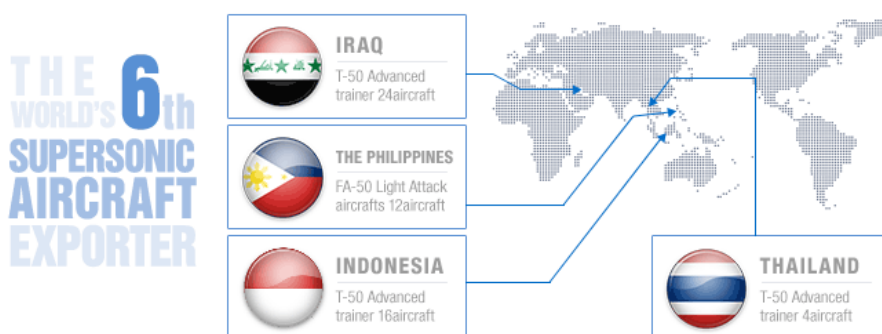 THE
WORLD'S 6th
SUPERSONIC
AIRCRAFT
EXPORTER
IRAQ
T-50 Advanced
trainer 24aircraft
THE PHILIPPINES
FA-50 Light Attack
aircrafts 12aircraft
INDONESIA
T-50 Advanced
trainer 16aircraft
THAILAND
T-50 Advanced
trainer 4aircraft